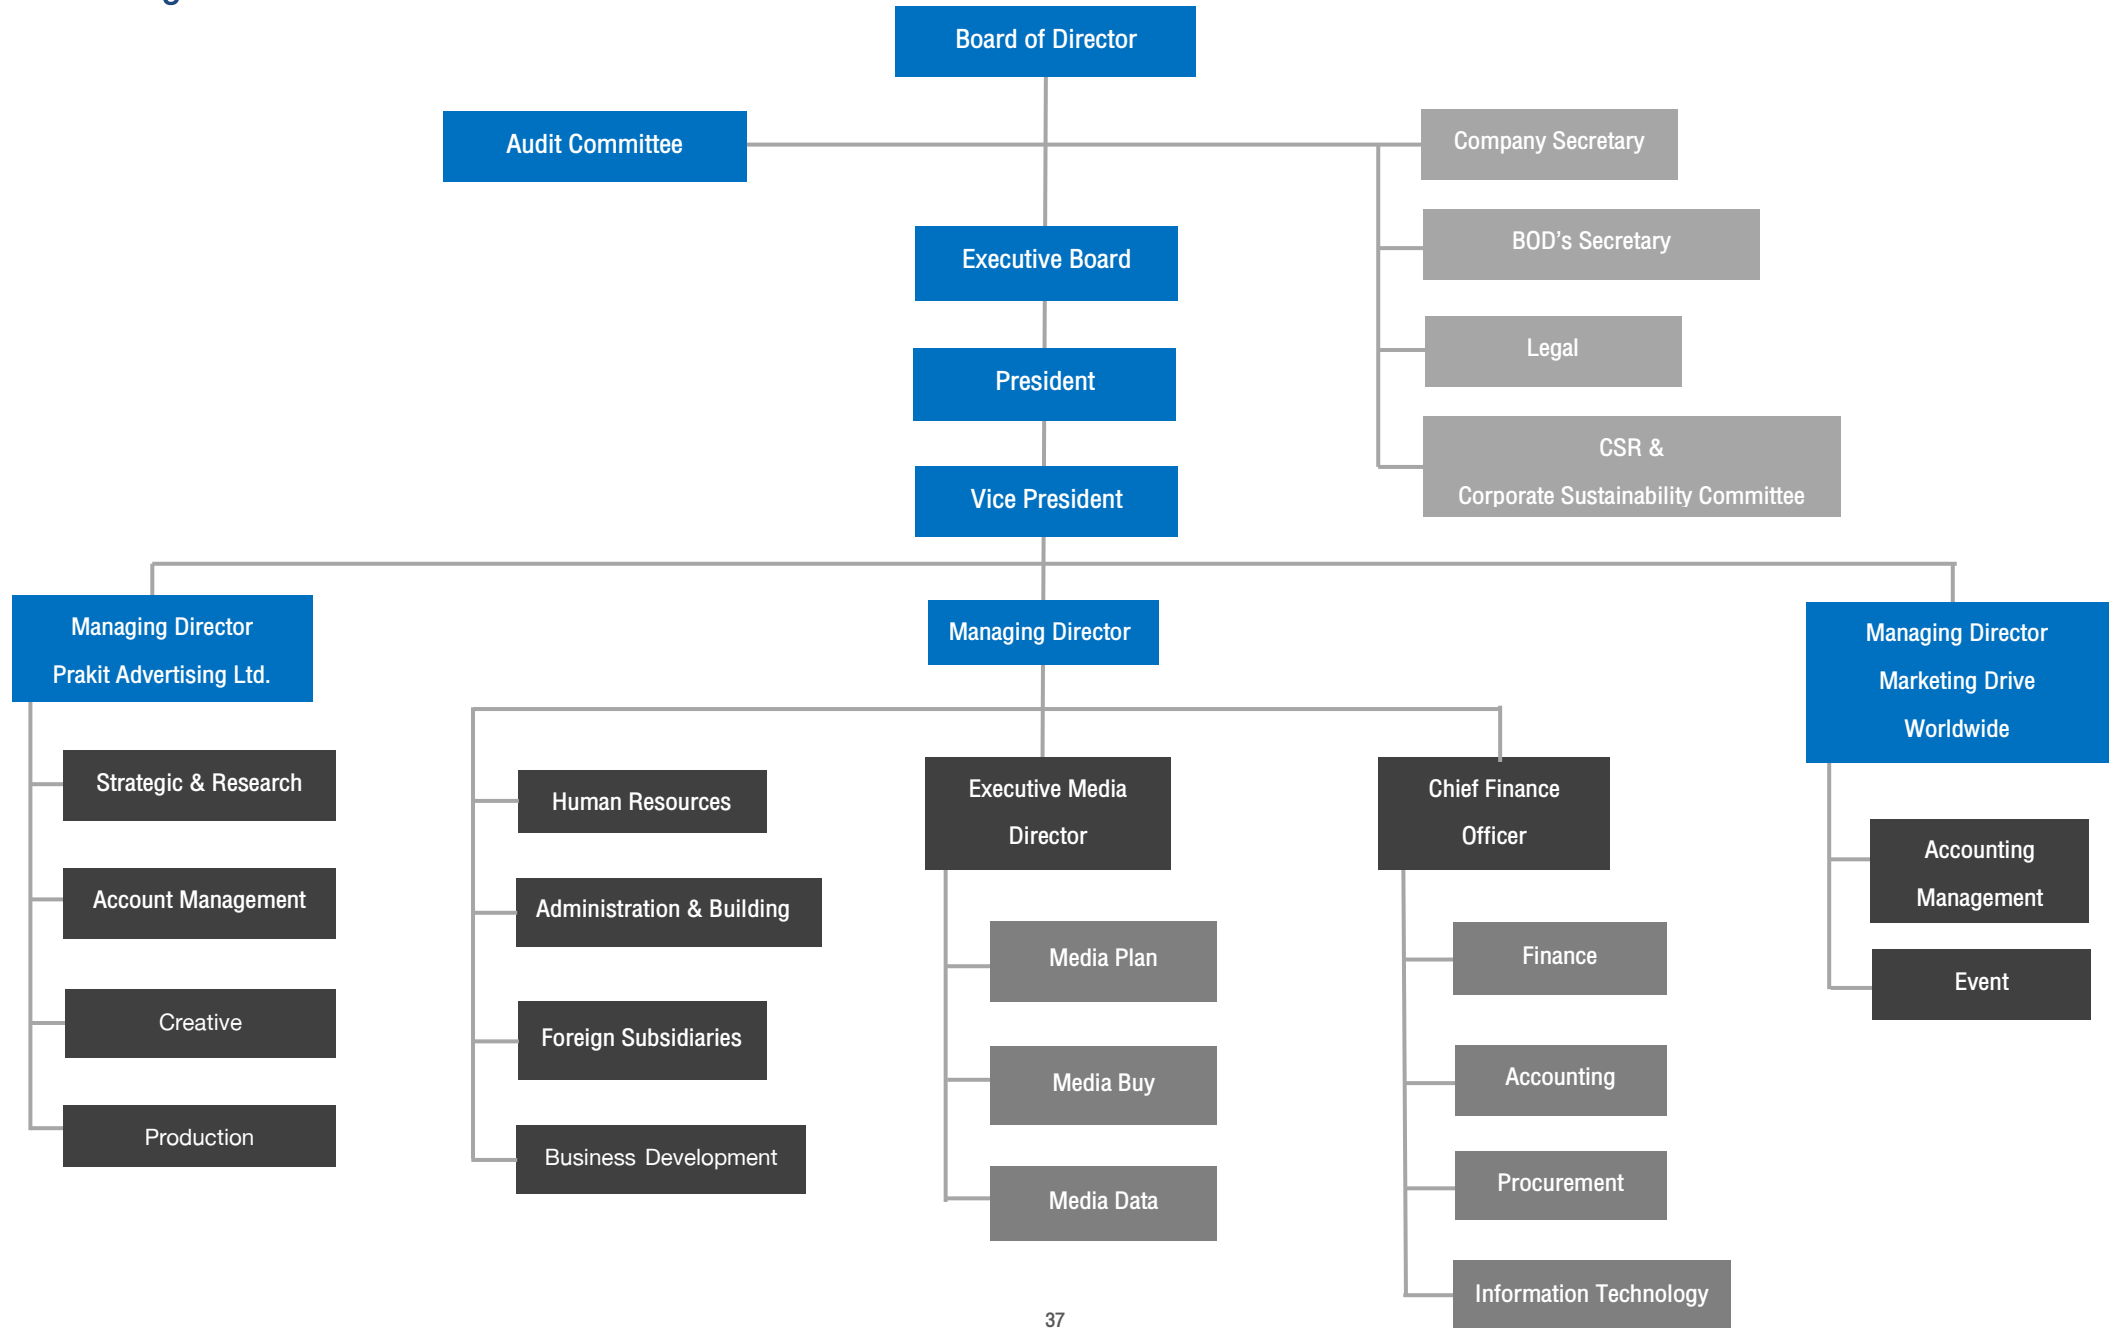 Board of Director
Audit Committee
Company Secretary
BOD's Secretary
Executive Board
Legal
President
CSR &
Corporate Sustainability Committee
Vice President
Managing Director
Prakit Advertising Ltd.
Strategic & Research
Account Management
Creative
Production
Managing Director
Human Resources
Administration & Building
Foreign Subsidiaries
Business Development
Executive Media
Director
Media Plan
Media Buy
Media Data
Chief Finance
Officer
Finance
Accounting
Procurement
Information Technology
Managing Director
Marketing Drive
Worldwide
Accounting
Management
Event
37